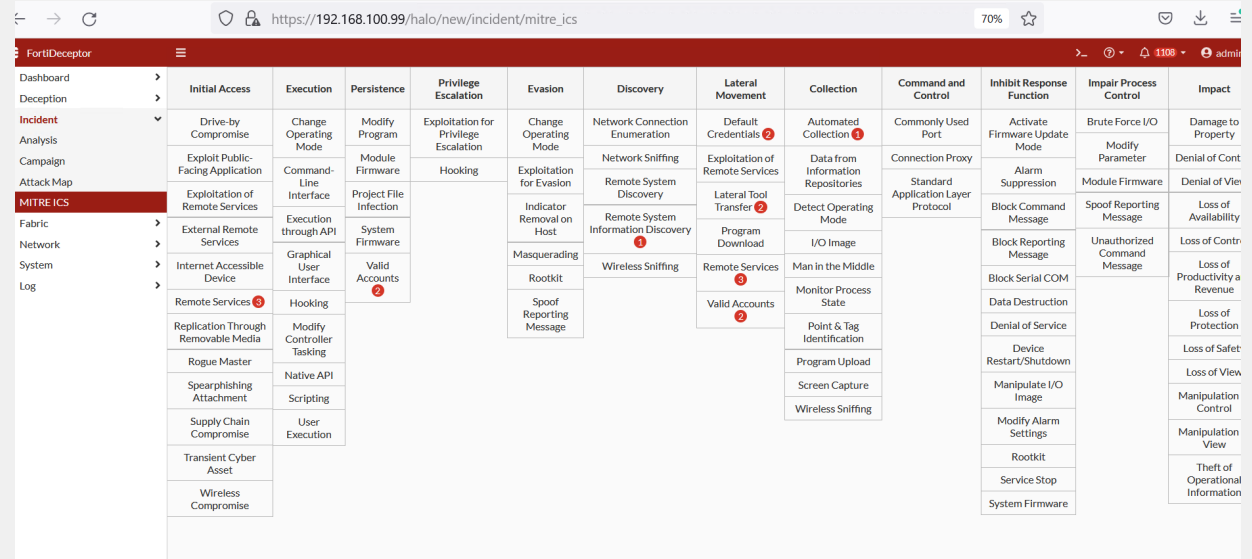 https://192.168.100.99/halo/new/incident/mitre_ics
70%
FortiDeceptor
1108
admin
Dashboard
Deception
Incident
Analysis
Campaign
Attack Map
MITRE ICS
Fabric
Network
System
Log
Initial Access
Drive-by
Compromise
Exploit Public-
Facing Application
Exploitation of
Remote Services
External Remote
Services
Internet Accessible
Device
Remote Services 3
Replication Through
Removable Media
Rogue Master
Spearphishing
Attachment
Supply Chain
Compromise
Transient Cyber
Asset
Wireless
Compromise
Execution
Change
Operating
Mode
Command-
Line
Interface
Execution
through API
Graphical
User
Interface
Hooking
Modify
Controller
Tasking
Native API
Scripting
User
Execution
Persistence
Modify
Program
Module
Firmware
Project File
Infection
System
Firmware
Valid
Accounts
2
Privilege
Escalation
Exploitation for
Privilege
Escalation
Hooking
Evasion
Change
Operating
Mode
Exploitation
for Evasion
Indicator
Removal on
Host
Masquerading
Rootkit
Spoof
Reporting
Message
Discovery
Network Connection
Enumeration
Network Sniffing
Remote System
Discovery
Remote System
Information Discovery
1
Wireless Sniffing
Lateral
Movement
Default
Credentials 2
Exploitation of
Remote Services
Lateral Tool
Transfer 2
Program
Download
Remote Services
3
Valid Accounts
2
Collection
Automated
Collection 1
Data from
Information
Repositories
Detect Operating
Mode
I/O Image
Man in the Middle
Monitor Process
State
Point & Tag
Identification
Program Upload
Screen Capture
Wireless Sniffing
Command and
Control
Commonly Used
Port
Connection Proxy
Standard
Application Layer
Protocol
Inhibit Response
Function
Activate
Firmware Update
Mode
Alarm
Suppression
Block Command
Message
Block Reporting
Message
Block Serial COM
Data Destruction
Denial of Service
Device
Restart/Shutdown
Manipulate I/O
Image
Modify Alarm
Settings
Rootkit
Service Stop
System Firmware
Impair Process
Control
Brute Force I/O
Modify
Parameter
Module Firmware
Spoof Reporting
Message
Unauthorized
Command
Message
Impact
Damage to
Property
Denial of Cont
Denial of View
Loss of
Availability
Loss of Contr
Loss of
Productivity a
Revenue
Loss of
Protection
Loss of Safet
Loss of View
Manipulation
Control
Manipulation
View
Theft of
Operational
Information